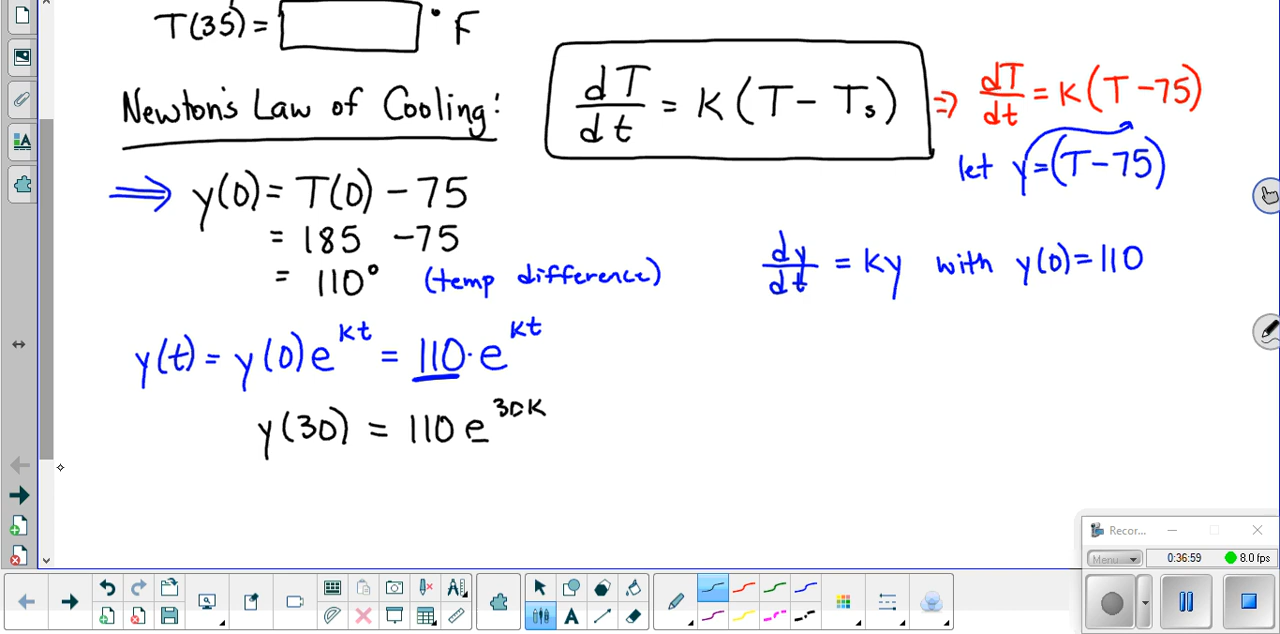 T(35) = ° F
Newton's Law of Cooling:
dT/dt = K(T - Ts)
⇒ dT/dt = K(T - 75)
let y = (T - 75)
⇒ y(0) = T(0) - 75
= 185 - 75
= 110° (temp difference)
dy/dt = Ky with y(0) = 110
y(t) = y(0)e^kt = 110·e^kt
y(30) = 110e^30K
Recor...
Menu
0:36:59
8.0 fps